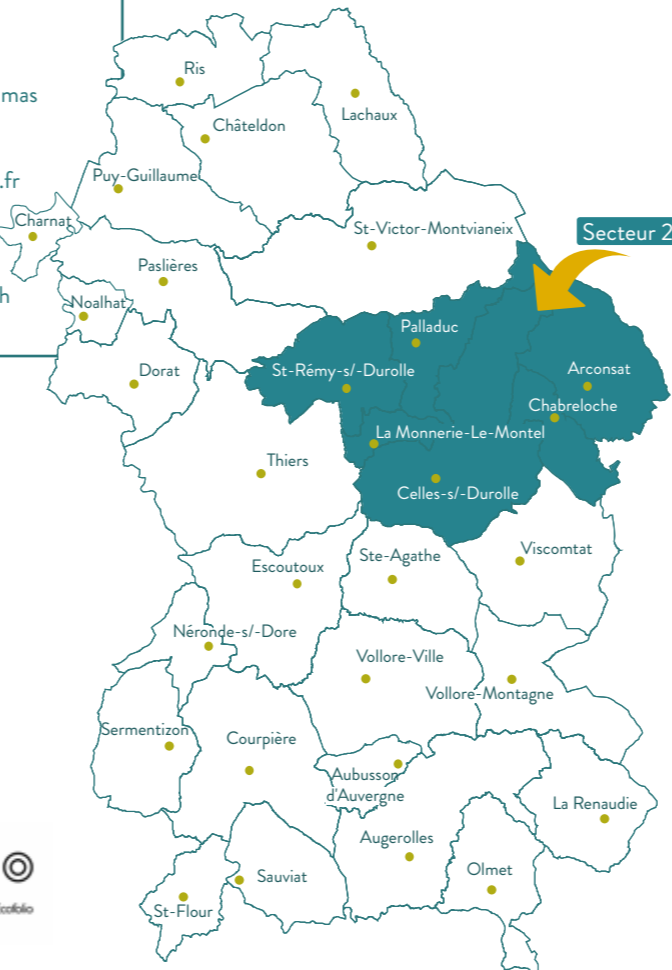 Ris
mas
Lachaux
Châteldon
Puy-Guillaume
.fr
Charnat
St-Victor-Montvianeix
Secteur 2
Paslières
h
Noalhat
Palladuc
Dorat
St-Rémy-s/-Durolle
Arconsat
Chabreloche
La Monnerie-Le-Montel
Thiers
Celles-s/-Durolle
Viscomtat
Ste-Agathe
Escoutoux
Néronde-s/-Dore
Vollore-Ville
Vollore-Montagne
Sermentizon
Courpière
Aubusson
d'Auvergne
La Renaudie
Augerolles
Olmet
Sauviat
St-Flour